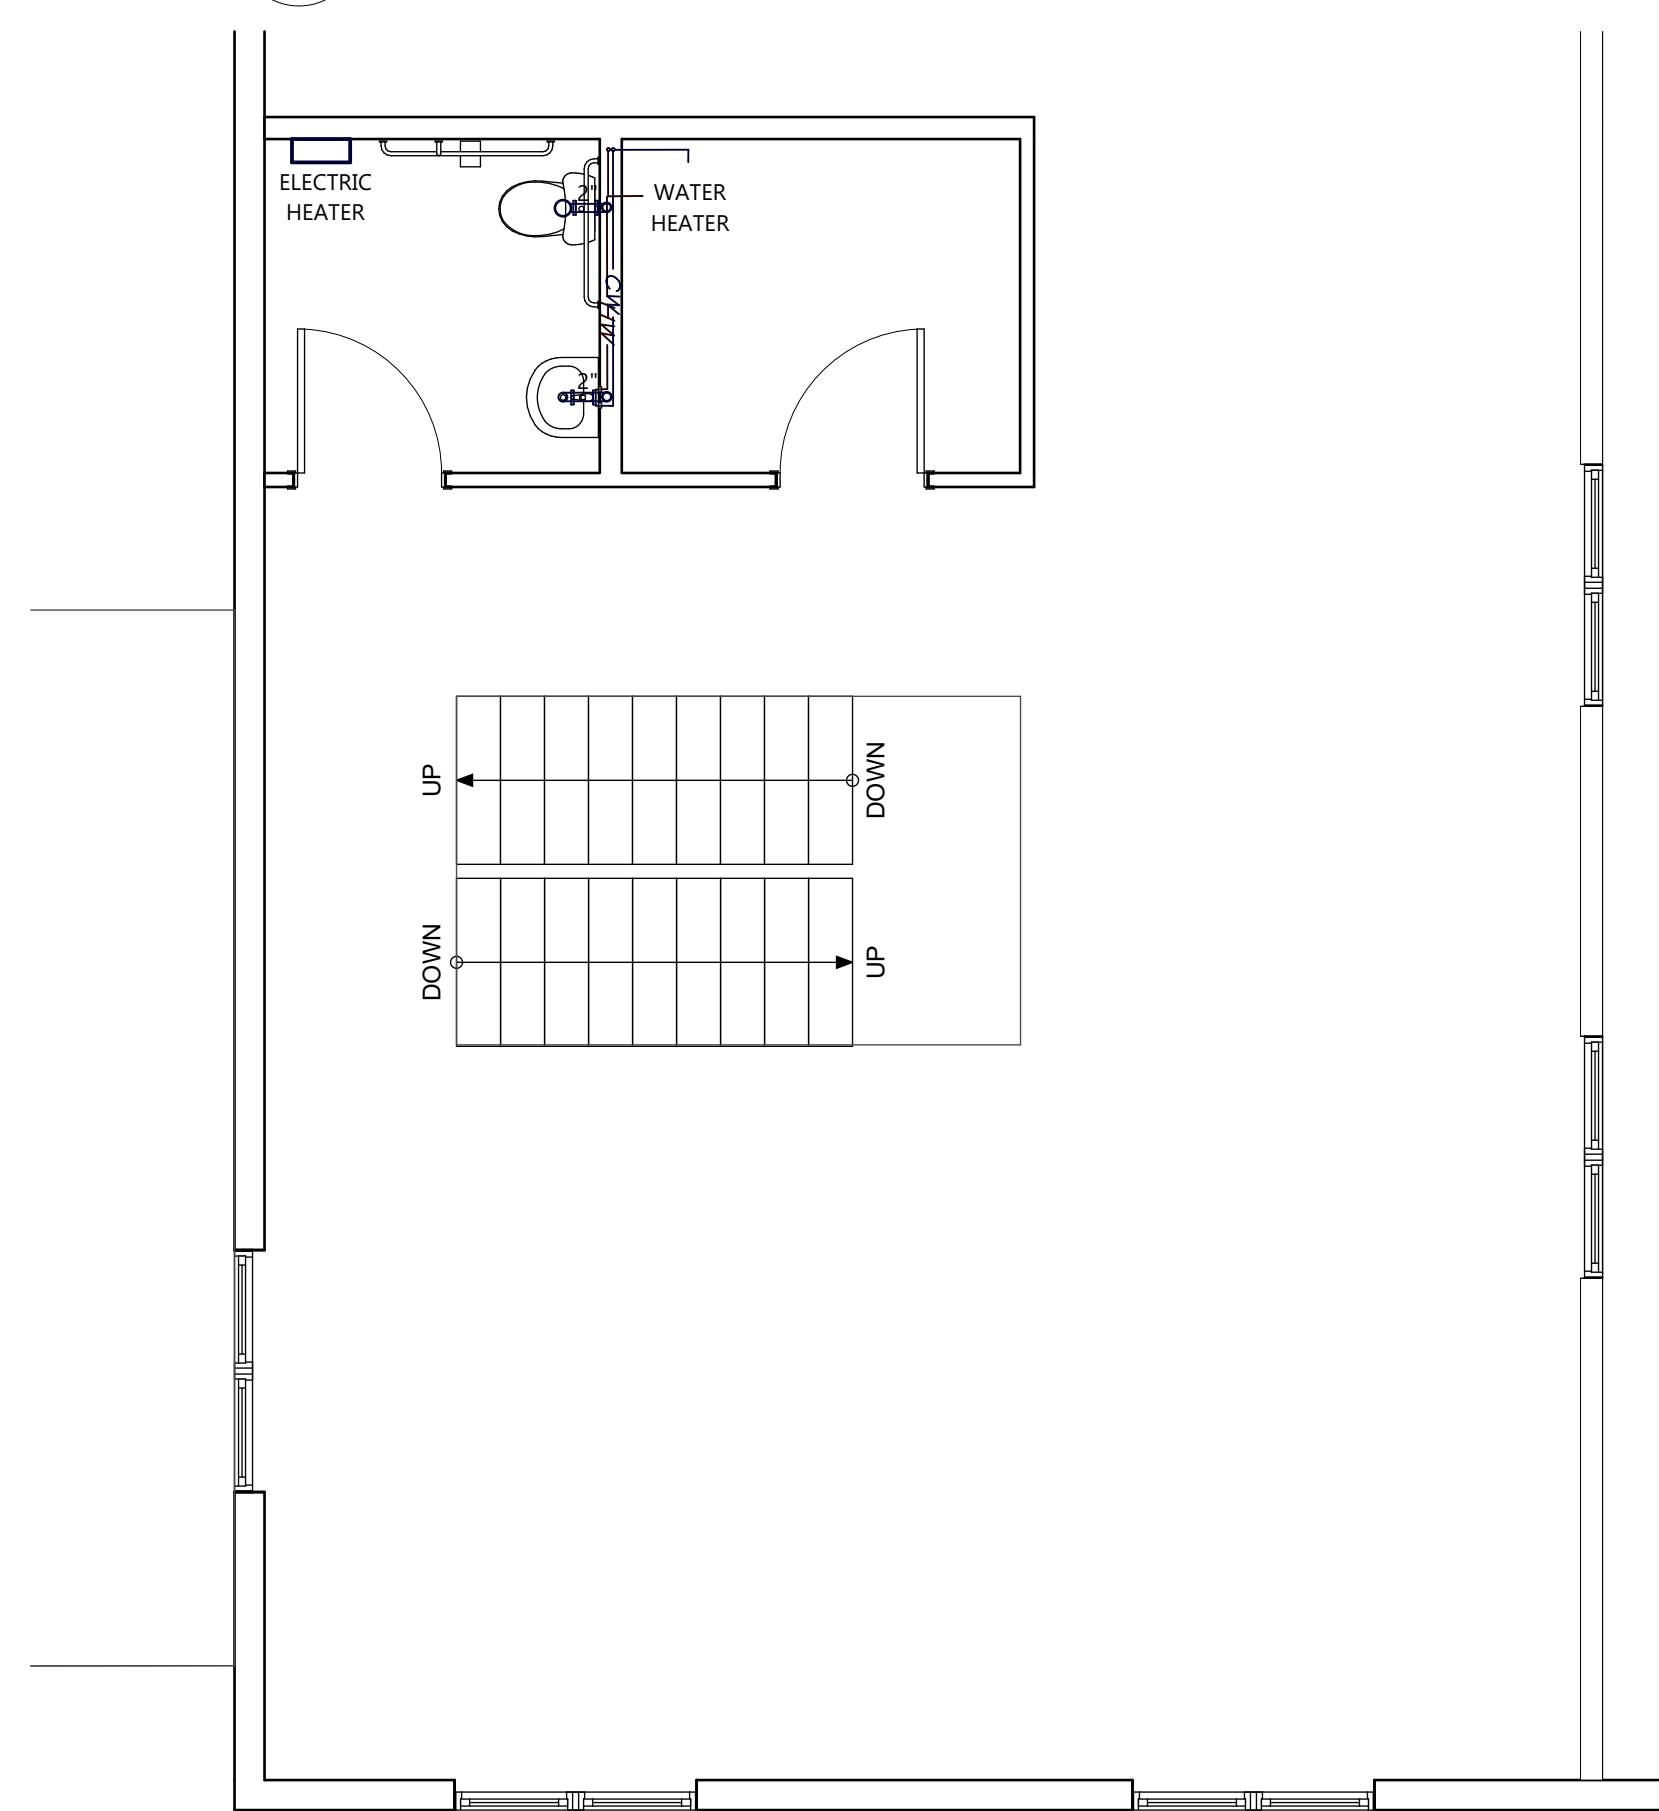 ELECTRIC
HEATER
2"
WATER
HEATER
CW
HW
2"
UP
DOWN
DOWN
UP